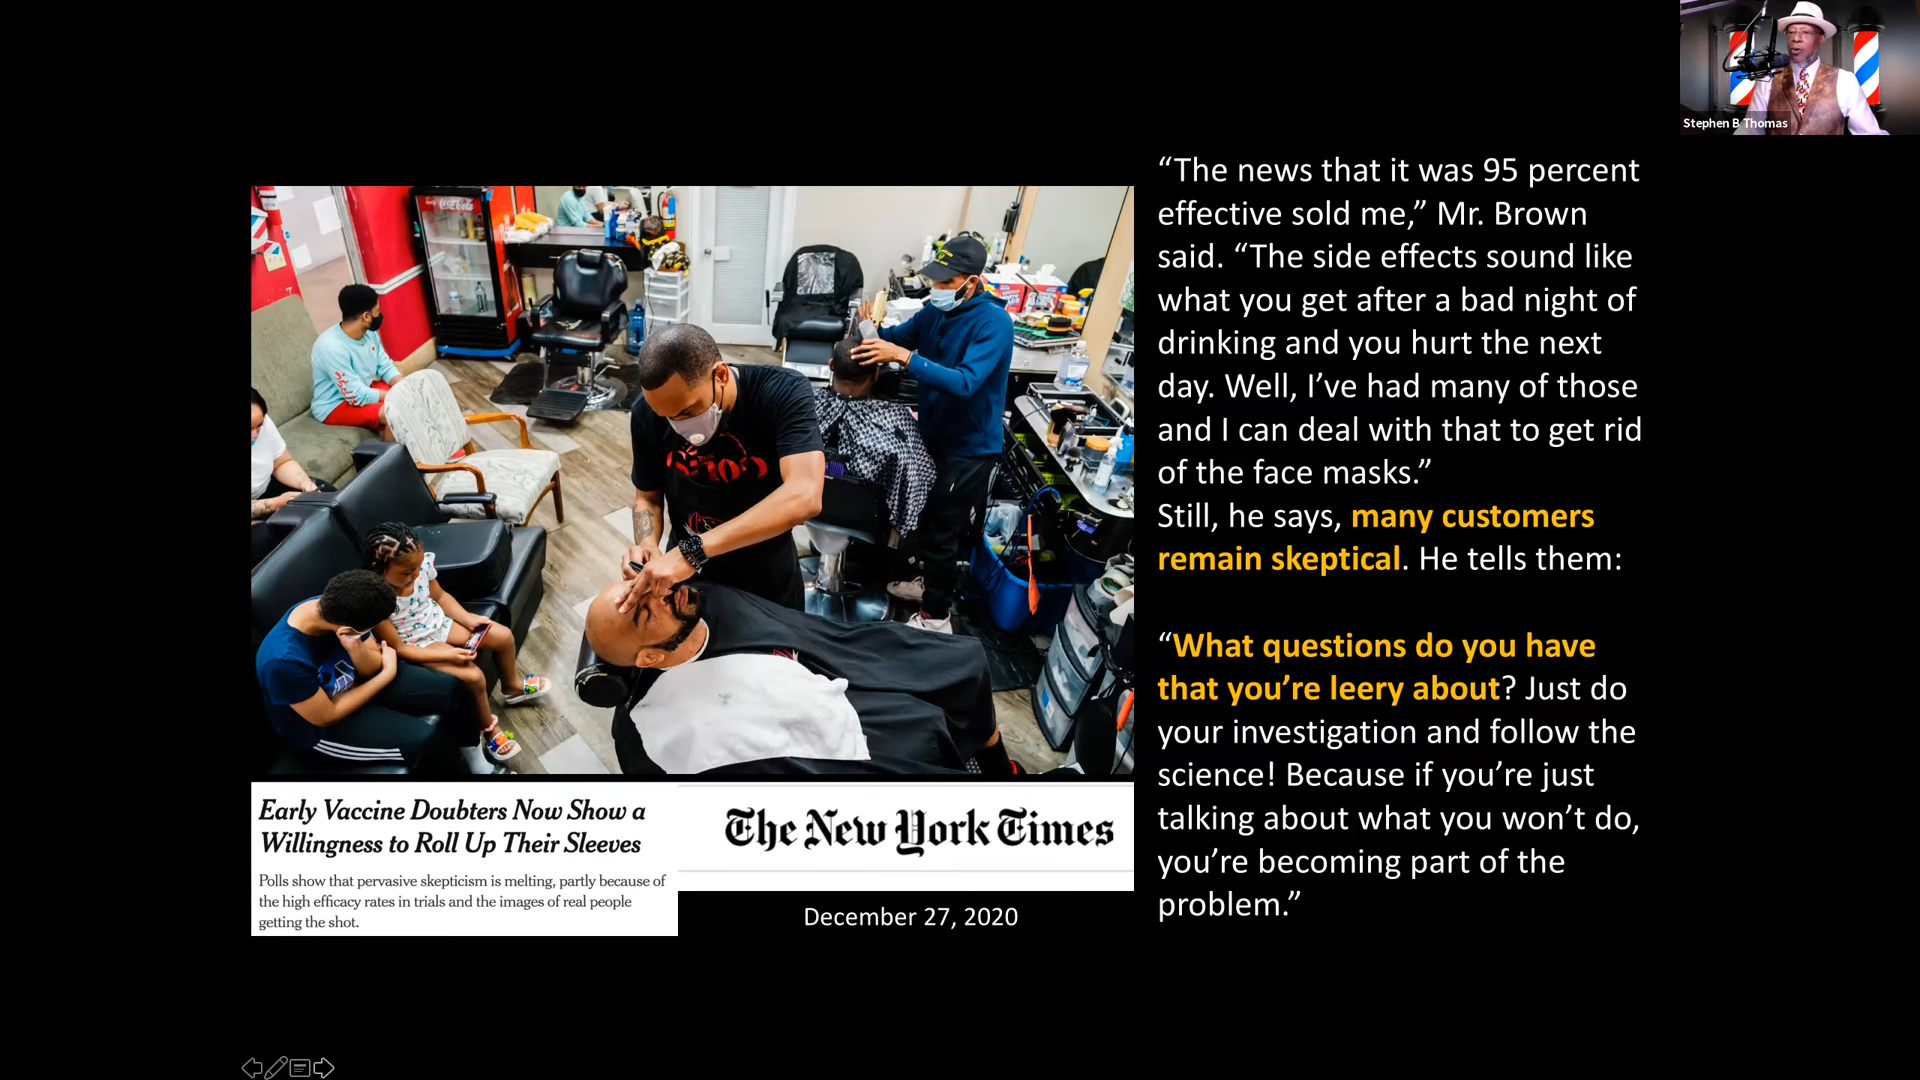 Stephen B Thomas
“The news that it was 95 percent
effective sold me,” Mr. Brown
said. “The side effects sound like
what you get after a bad night of
drinking and you hurt the next
day. Well, I’ve had many of those
and I can deal with that to get rid
of the face masks.”
Still, he says, many customers
remain skeptical. He tells them:
“What questions do you have
that you’re leery about? Just do
your investigation and follow the
science! Because if you’re just
talking about what you won’t do,
you’re becoming part of the
problem.”
Coca-Cola
Early Vaccine Doubters Now Show a
Willingness to Roll Up Their Sleeves
Polls show that pervasive skepticism is melting, partly because of
the high efficacy rates in trials and the images of real people
getting the shot.
The New York Times
December 27, 2020